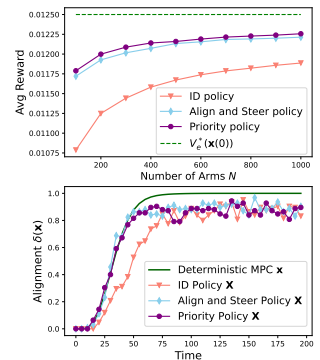 0.01250
0.01225
0.01200
0.01175
0.01150
0.01125
0.01100
0.01075
Avg Reward
ID policy
Align and Steer policy
Priority policy
V_e^*(x(0))
200 400 600 800 1000
Number of Arms N
1.0
0.8
0.6
0.4
0.2
0.0
Alignment δ(x)
Deterministic MPC x
ID Policy X
Align and Steer Policy X
Priority Policy X
0 25 50 75 100 125 150 175 200
Time